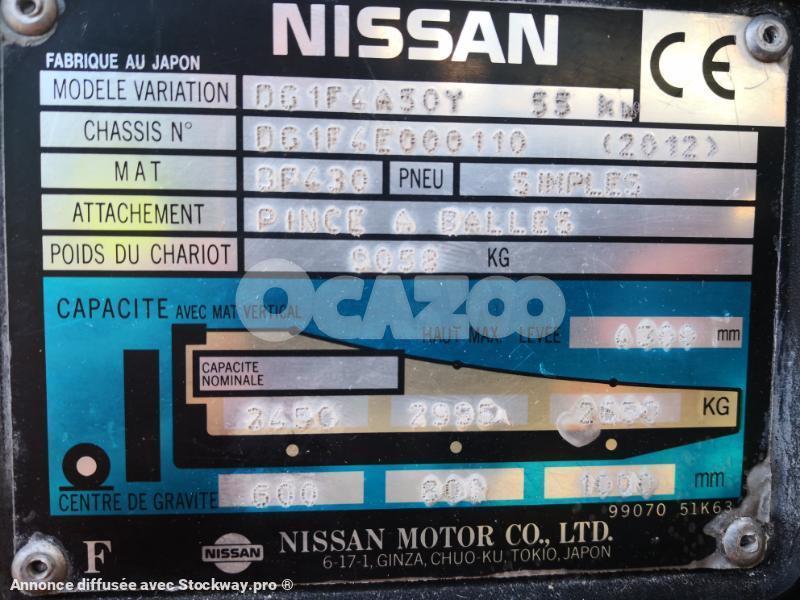 NISSAN
CE
FABRIQUE AU JAPON
MODELE VARIATION DG1F4A50Y 55 KW
CHASSIS N° DG1F4E000110 (2012)
MAT 3F430 PNEU SIMPLES
ATTACHEMENT PINCE A BALLES
POIDS DU CHARIOT 9058 KG
OCAZOO
CAPACITE AVEC MAT VERTICAL
HAUT MAX. LEVEE mm
CAPACITE
NOMINALE
KG
CENTRE DE GRAVITE 600 mm
99070 51K63
F NISSAN NISSAN MOTOR CO., LTD.
6-17-1, GINZA, CHUO-KU, TOKIO, JAPON
Annonce diffusée avec Stockway.pro ®